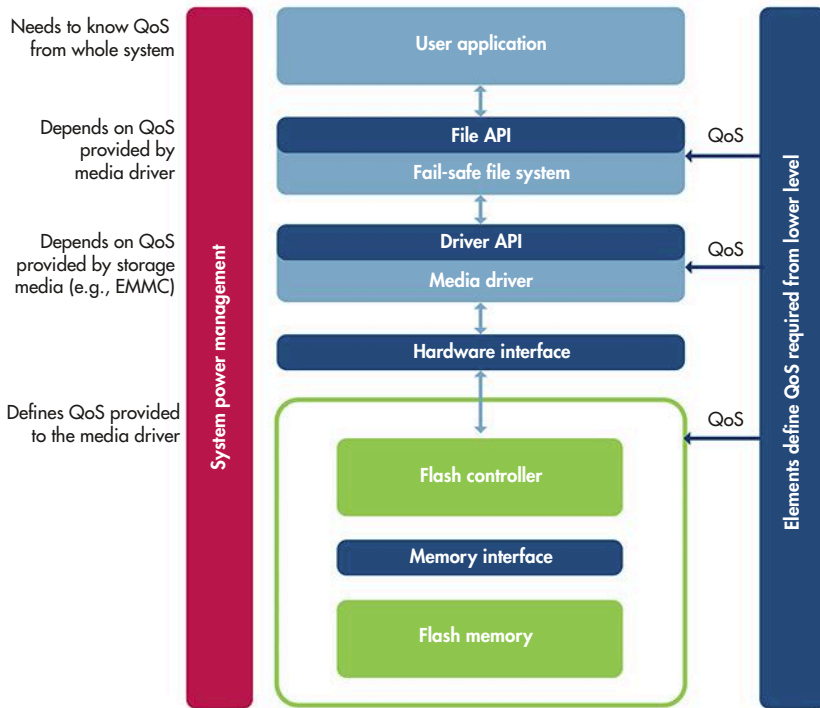 Needs to know QoS
from whole system
Depends on QoS
provided by
media driver
Depends on QoS
provided by storage
media (e.g., EMMC)
Defines QoS provided
to the media driver
System power management
User application
File API
Fail-safe file system
Driver API
Media driver
Hardware interface
Flash controller
Memory interface
Flash memory
QoS
QoS
QoS
Elements define QoS required from lower level